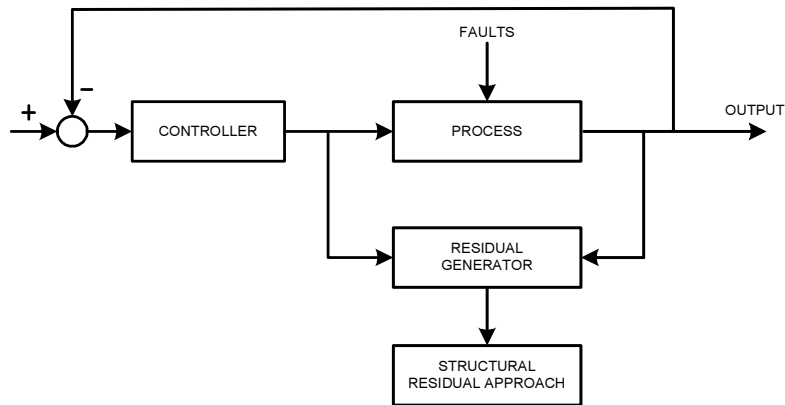 FAULTS
+
−
CONTROLLER
PROCESS
OUTPUT
RESIDUAL
GENERATOR
STRUCTURAL
RESIDUAL APPROACH